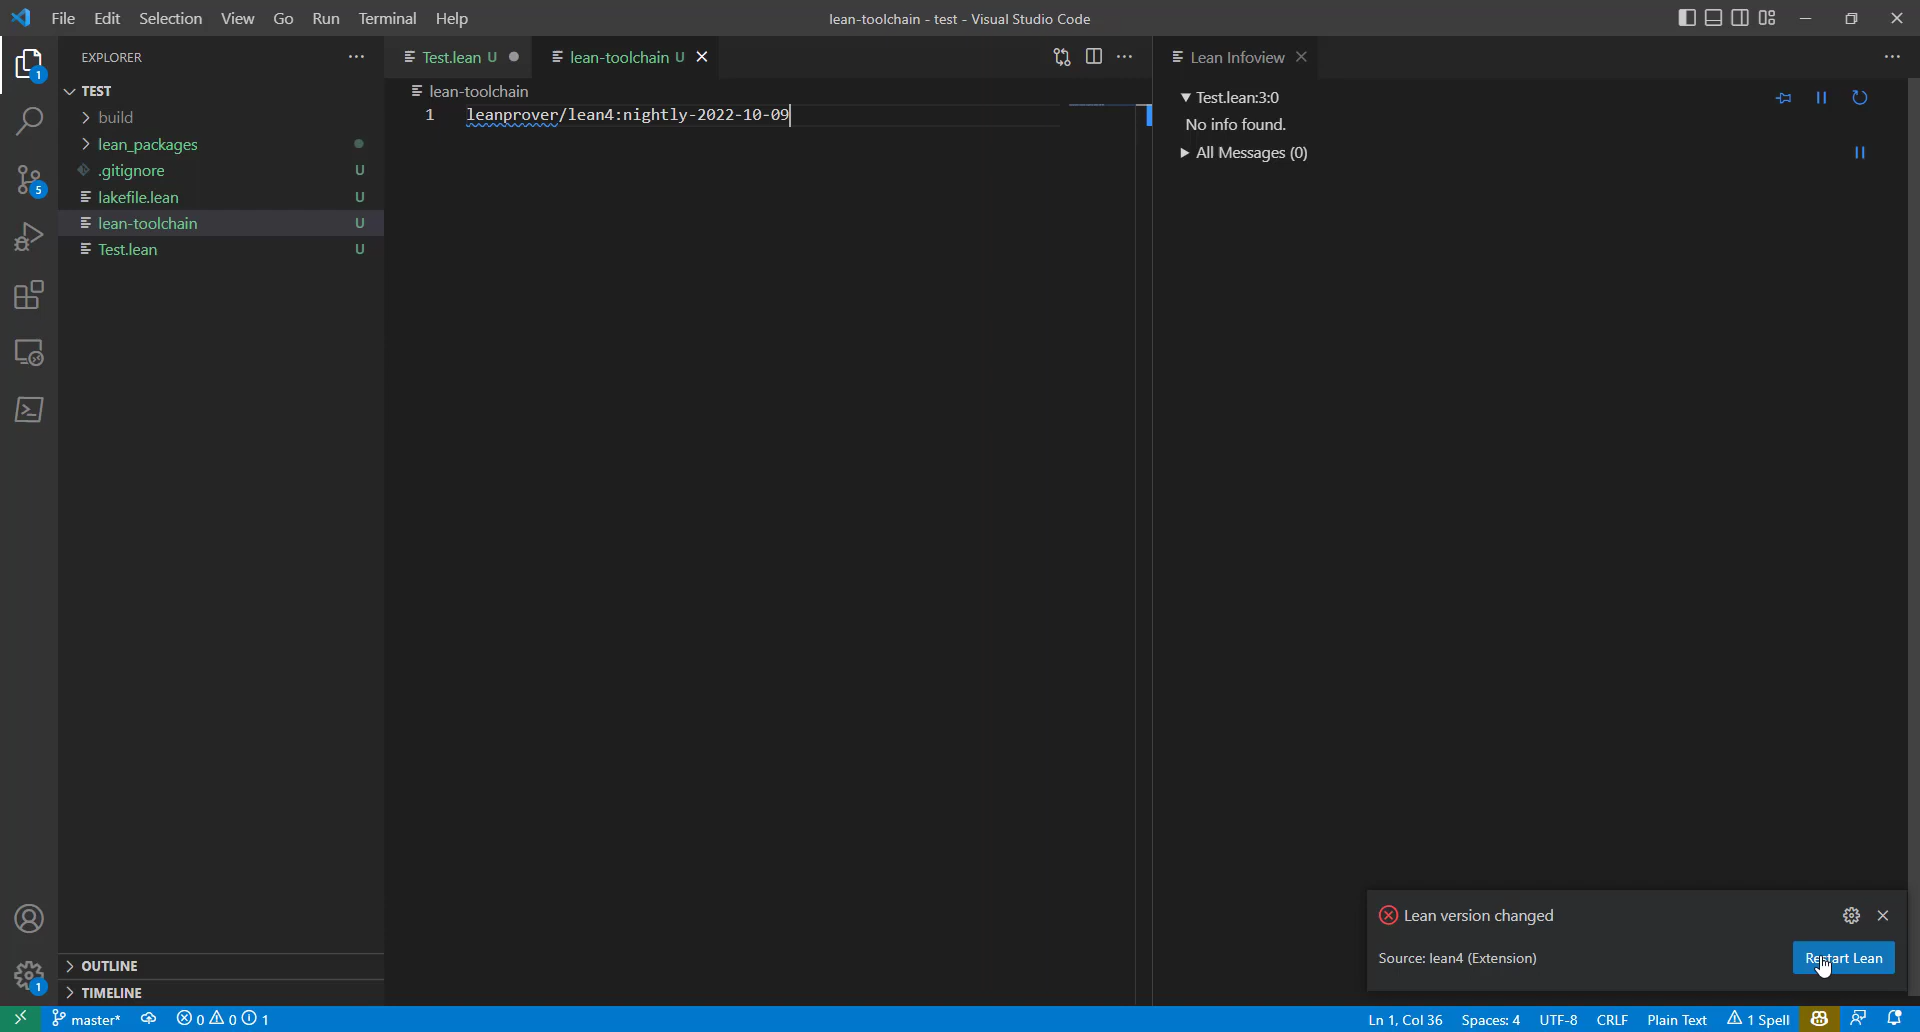 File Edit Selection View Go Run Terminal Help
lean-toolchain - test - Visual Studio Code
EXPLORER
TEST
build
lean_packages
.gitignore U
lakefile.lean U
lean-toolchain U
Test.lean U
OUTLINE
TIMELINE
1
5
1
Test.lean U
lean-toolchain U
lean-toolchain
1 leanprover/lean4:nightly-2022-10-09
Lean Infoview
Test.lean:3:0
No info found.
All Messages (0)
Lean version changed
Source: lean4 (Extension)
Restart Lean
master* 0 0 1
Ln 1, Col 36 Spaces: 4 UTF-8 CRLF Plain Text 1 Spell